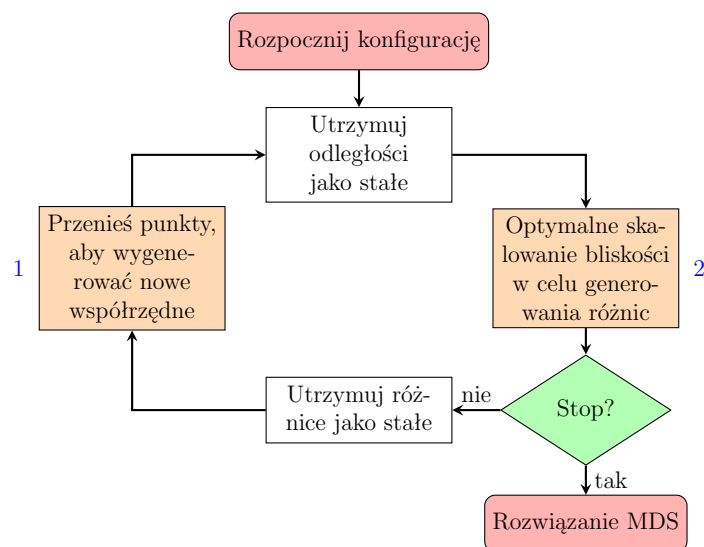 Rozpocznij konfigurację
Utrzymuj
odległości
jako stałe
Przenieś punkty,
aby wygene-
rować nowe
współrzędne
1
Optymalne ska-
lowanie bliskości
w celu genero-
wania różnic
2
Utrzymuj róż-
nice jako stałe
nie
Stop?
tak
Rozwiązanie MDS